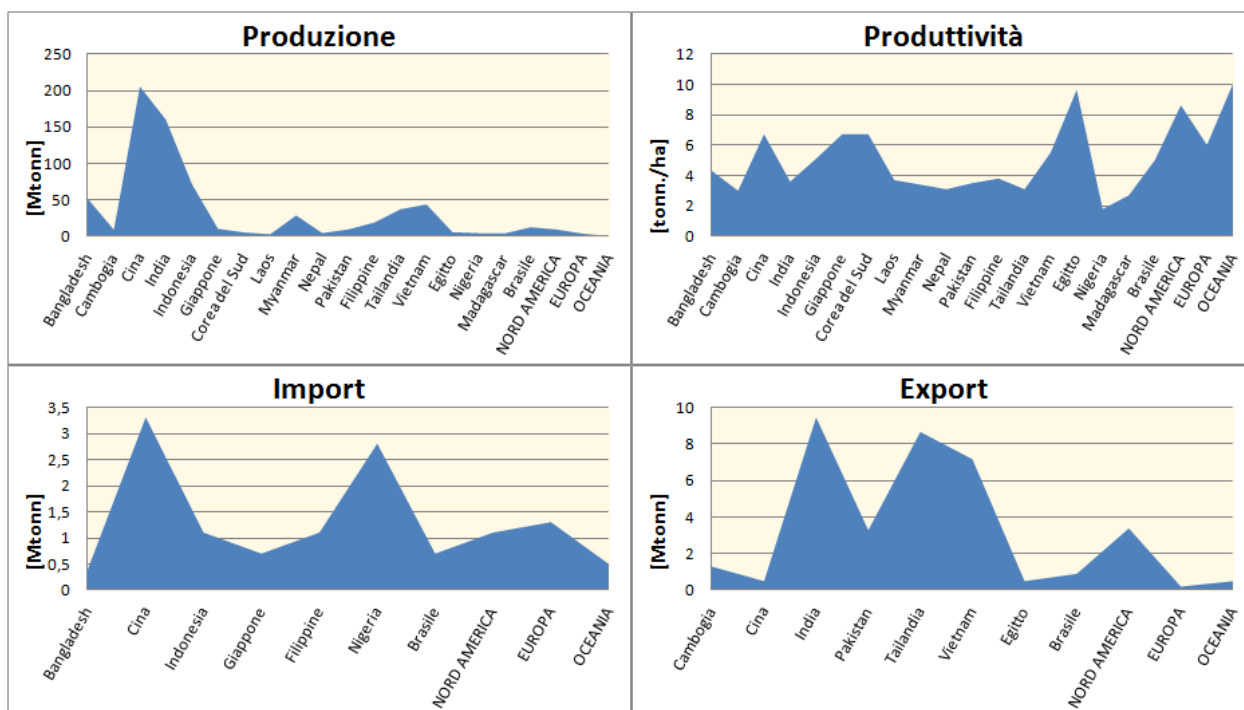 Produzione
[Mtonn]
250
200
150
100
50
0
Bangladesh
Cambogia
Cina
India
Indonesia
Giappone
Corea del Sud
Laos
Myanmar
Nepal
Pakistan
Filippine
Tailandia
Vietnam
Egitto
Nigeria
Madagascar
Brasile
NORD AMERICA
EUROPA
OCEANIA
Produttività
[tonn./ha]
12
10
8
6
4
2
0
Bangladesh
Cambogia
Cina
India
Indonesia
Giappone
Corea del Sud
Laos
Myanmar
Nepal
Pakistan
Filippine
Tailandia
Vietnam
Egitto
Nigeria
Madagascar
Brasile
NORD AMERICA
EUROPA
OCEANIA
Import
[Mtonn]
3,5
3
2,5
2
1,5
1
0,5
0
Bangladesh
Cina
Indonesia
Giappone
Filippine
Nigeria
Brasile
NORD AMERICA
EUROPA
OCEANIA
Export
[Mtonn]
10
8
6
4
2
0
Cambogia
Cina
India
Pakistan
Tailandia
Vietnam
Egitto
Brasile
NORD AMERICA
EUROPA
OCEANIA